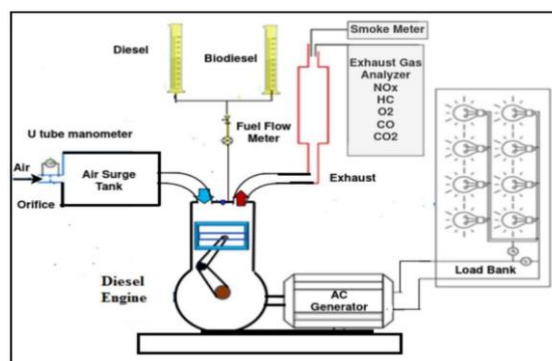 Diesel
Biodiesel
Smoke Meter
Exhaust Gas
Analyzer
NOx
HC
O2
CO
CO2
Fuel Flow
Meter
U tube manometer
Air
Orifice
Air Surge
Tank
Exhaust
Diesel
Engine
AC
Generator
Load Bank